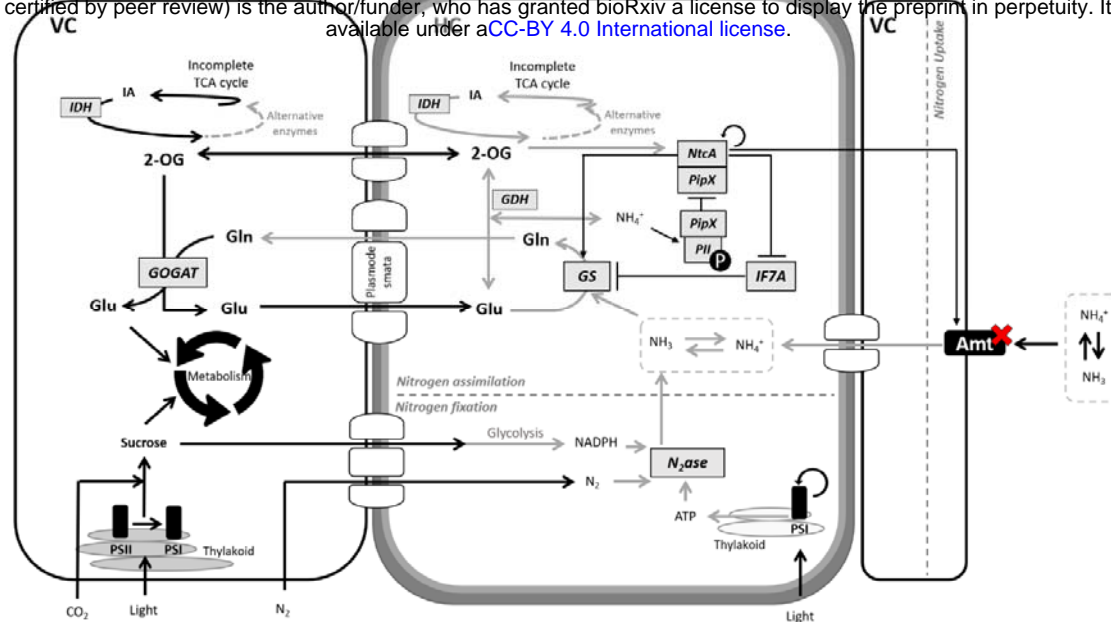 certified by peer review) is the author/funder, who has granted bioRxiv a license to display the preprint in perpetuity. It
available under aCC-BY 4.0 International license.
VC
HC
VC
Incomplete
TCA cycle
IDH
IA
Alternative
enzymes
2-OG
Gln
GOGAT
Glu
Glu
Metabolism
Sucrose
PSII
PSI
Thylakoid
CO2
Light
N2
Plasmode
smata
Incomplete
TCA cycle
IDH
IA
Alternative
enzymes
2-OG
GDH
NH4+
Gln
Glu
GS
NtcA
PipX
PipX
PII
P
IF7A
NH3
NH4+
Nitrogen assimilation
Nitrogen fixation
Glycolysis
NADPH
N2
N2ase
ATP
PSI
Thylakoid
Light
Nitrogen Uptake
Amt
NH4+
NH3